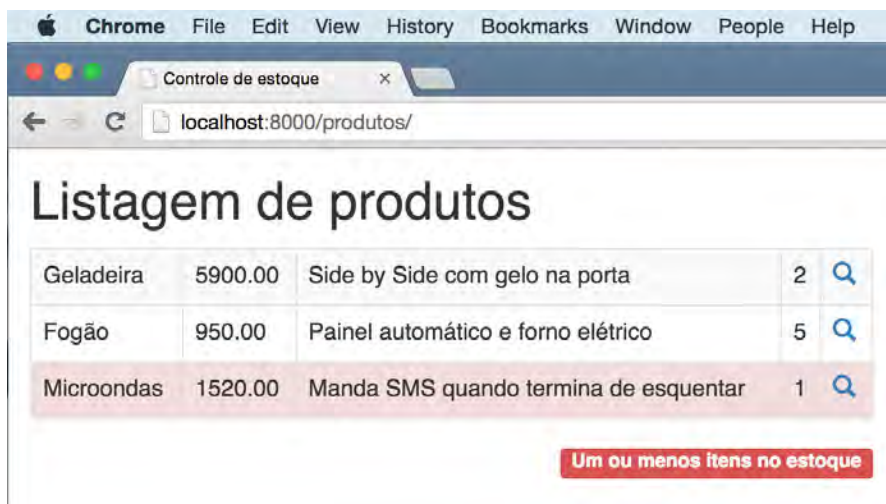 Chrome File Edit View History Bookmarks Window People Help
Controle de estoque ×
localhost:8000/produtos/
Listagem de produtos
Geladeira 5900.00 Side by Side com gelo na porta 2
Fogão 950.00 Painel automático e forno elétrico 5
Microondas 1520.00 Manda SMS quando termina de esquentar 1
Um ou menos itens no estoque